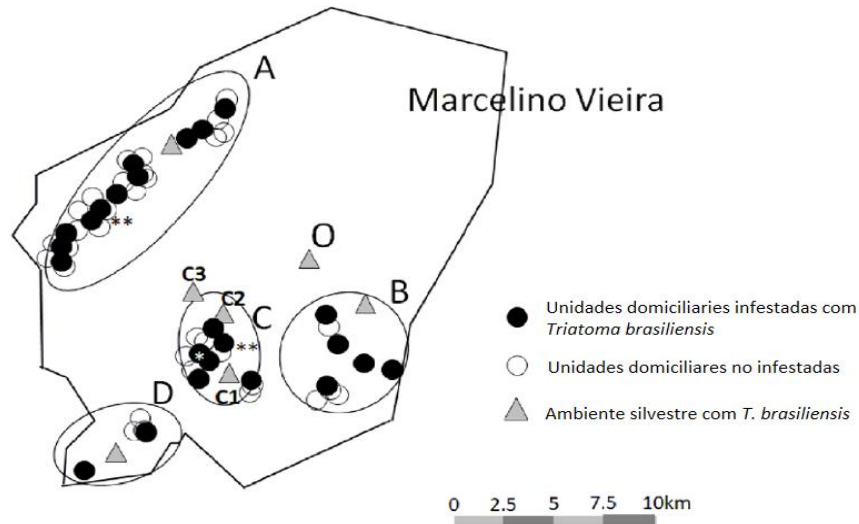 A
Marcelino Vieira
**
O
C3
C2
B
C
**
*
C1
D
Unidades domiciliaries infestadas com
Triatoma brasiliensis
Unidades domiciliares no infestadas
Ambiente silvestre com T. brasiliensis
0 2.5 5 7.5 10km